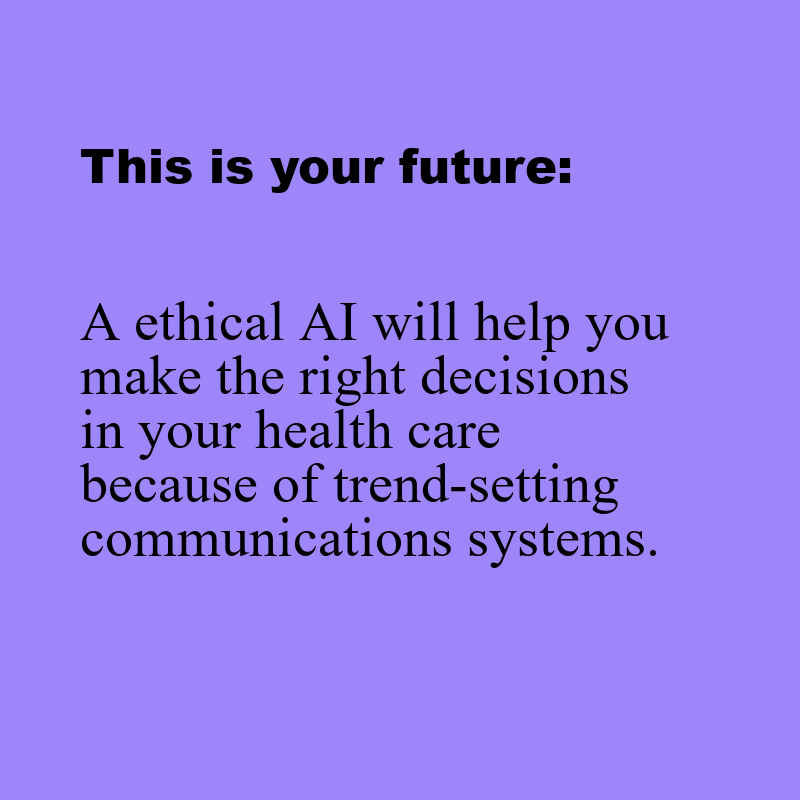 This is your future:
A ethical AI will help you
make the right decisions
in your health care
because of trend-setting
communications systems.